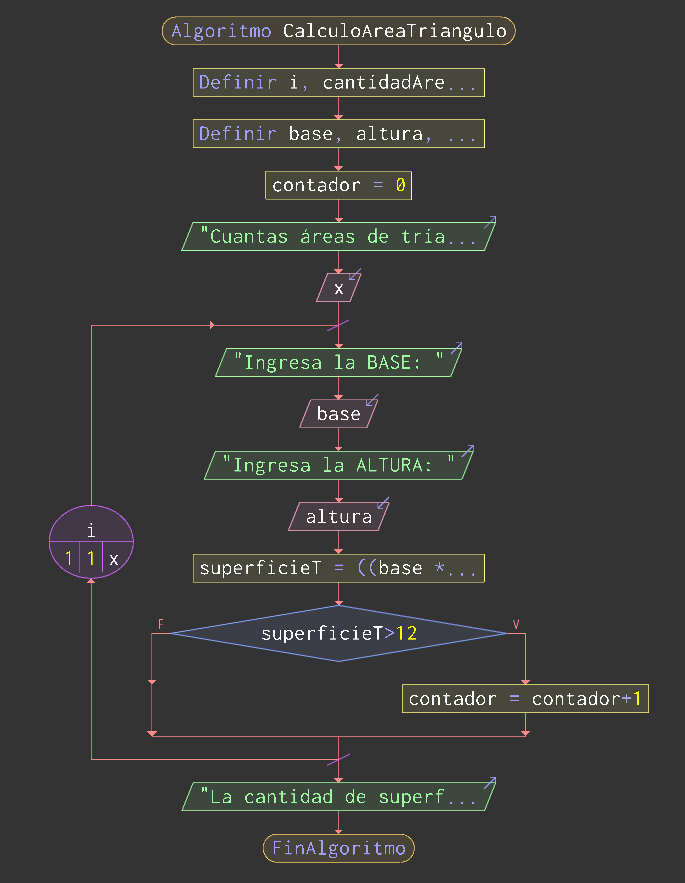 Algoritmo CalculoAreaTriangulo
Definir i, cantidadAre...
Definir base, altura, ...
contador = 0
"Cuantas áreas de tria...
x
"Ingresa la BASE: "
base
"Ingresa la ALTURA: "
altura
i
1 1 x
superficieT = ((base *...
F
superficieT>12
V
contador = contador+1
"La cantidad de superf...
FinAlgoritmo